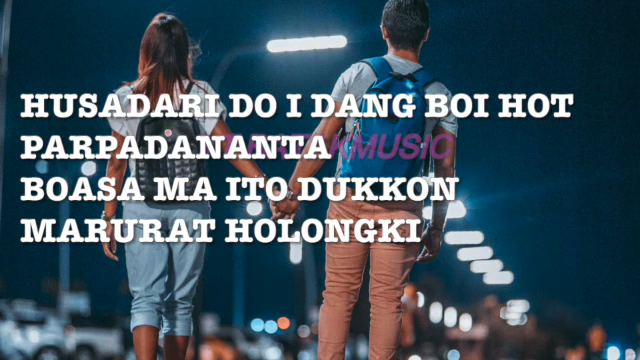 HUSADARI DO I DANG BOI HOT
PARPADANANTA
BOASA MA ITO DUKKON
MARURAT HOLONGKI